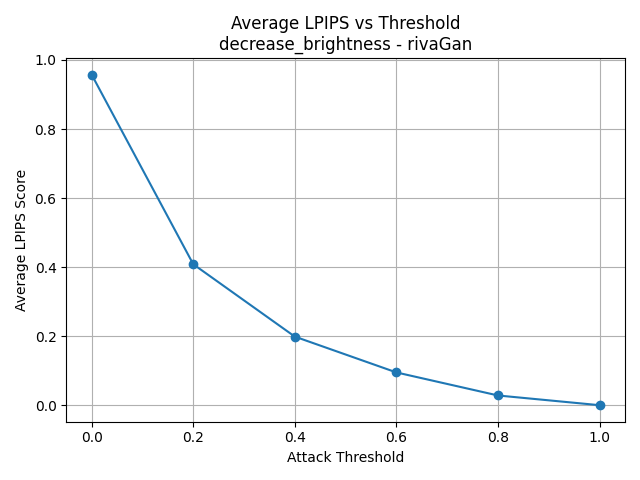 Average LPIPS vs Threshold
decrease_brightness - rivaGan
Average LPIPS Score
1.0
0.8
0.6
0.4
0.2
0.0
0.0 0.2 0.4 0.6 0.8 1.0
Attack Threshold